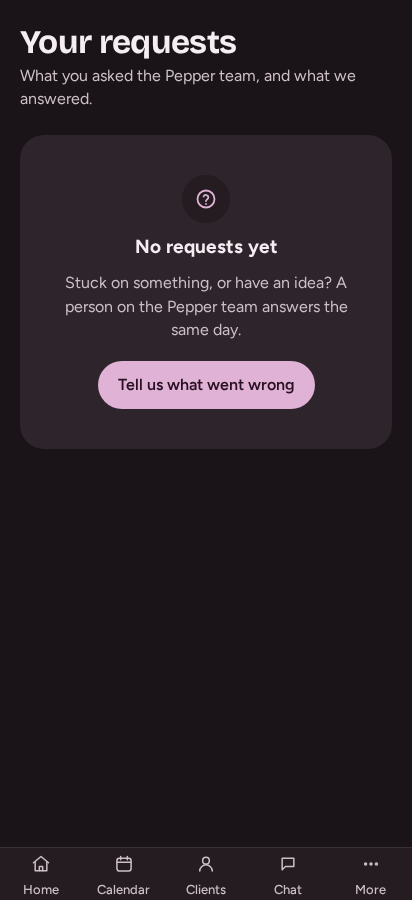 Your requests
What you asked the Pepper team, and what we
answered.
No requests yet
Stuck on something, or have an idea? A
person on the Pepper team answers the
same day.
Tell us what went wrong
Home
Calendar
Clients
Chat
More